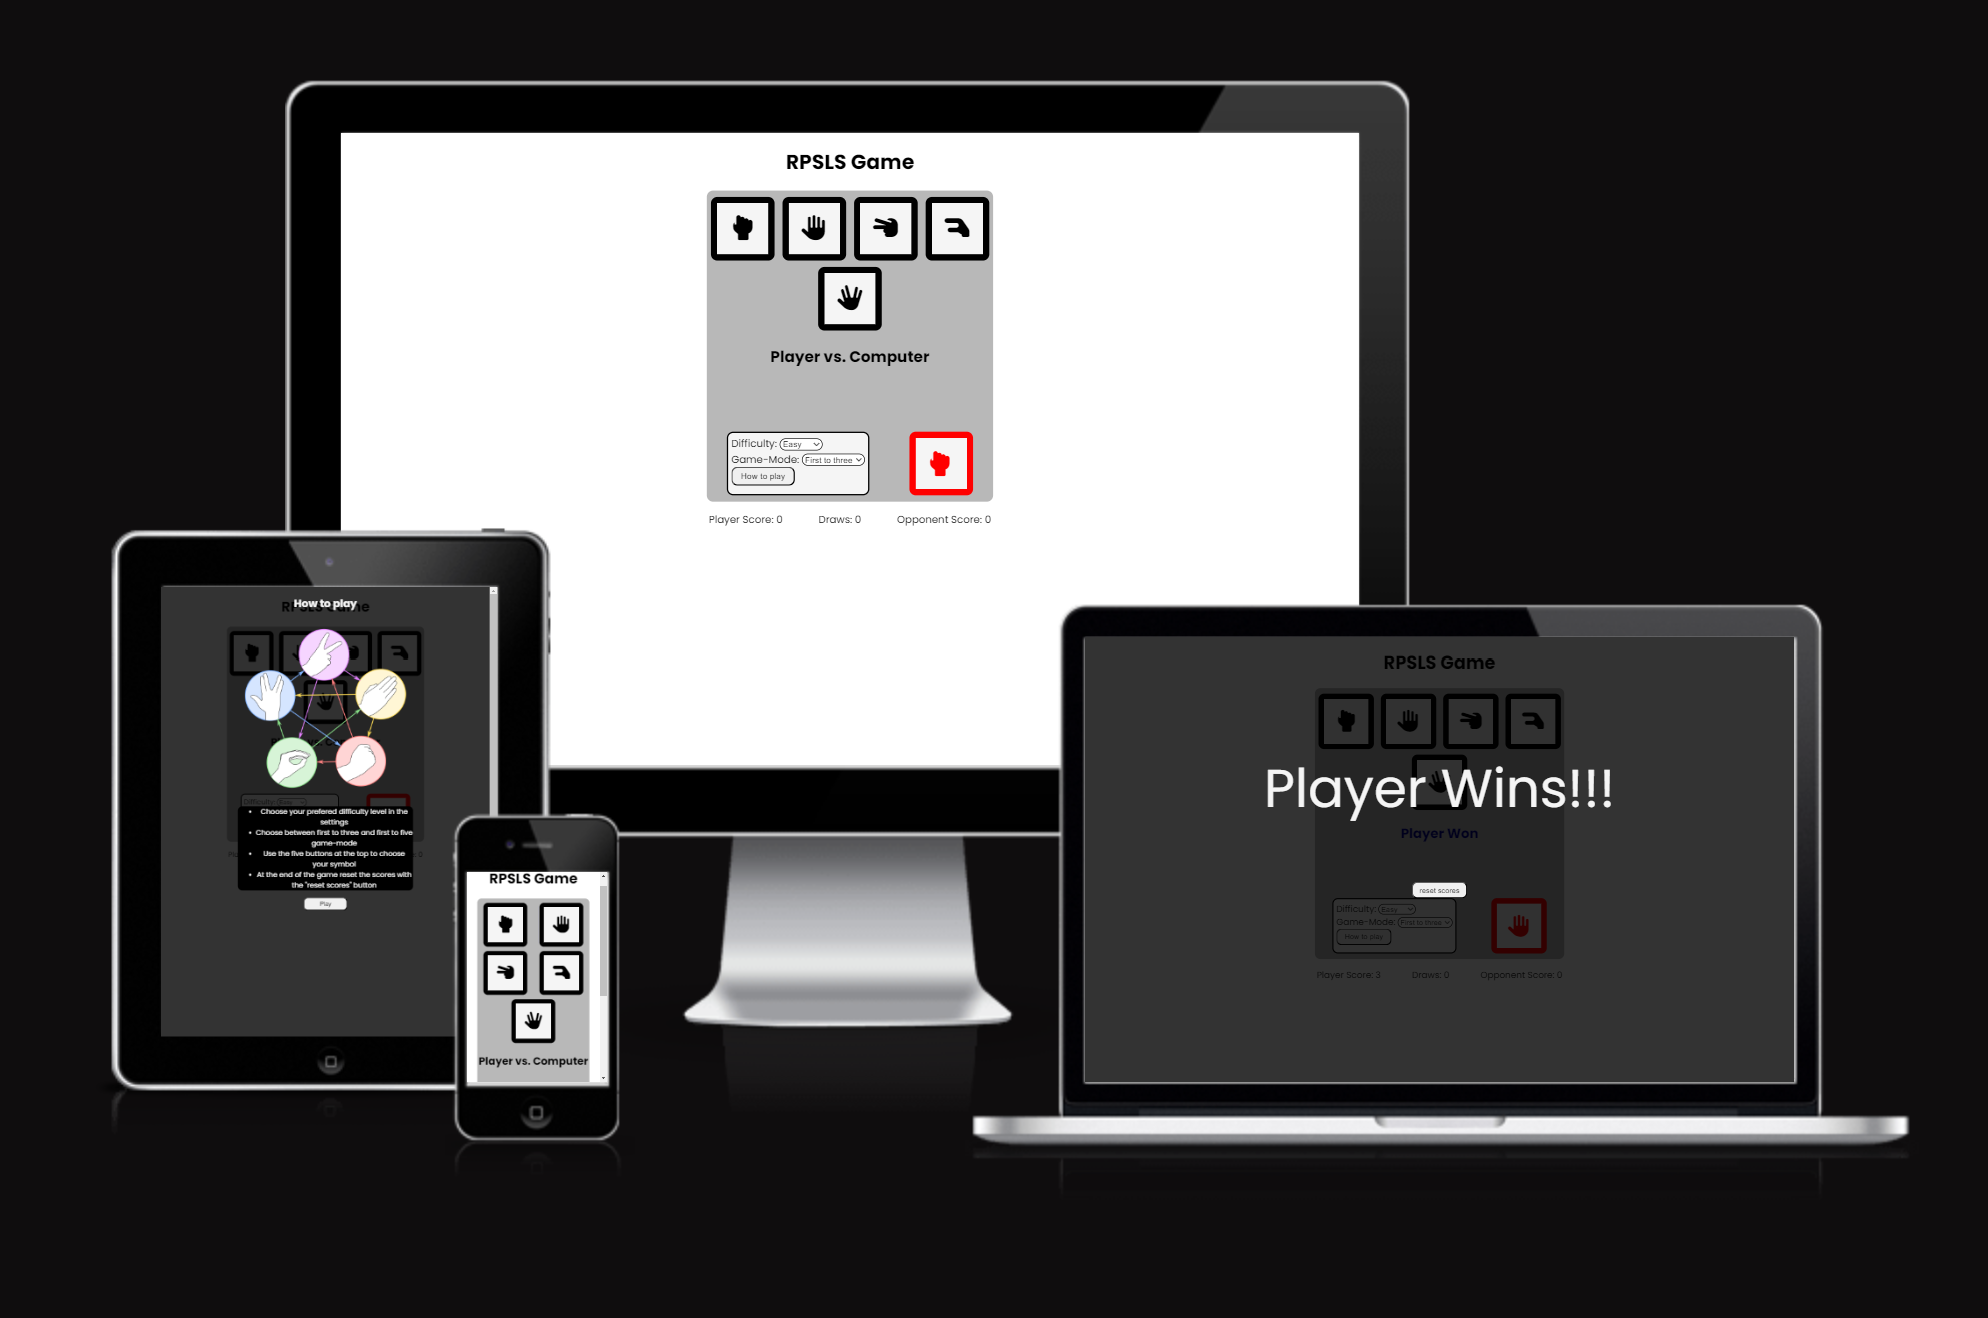 RPSLS Game
Player vs. Computer
Difficulty: Easy
Game-Mode: First to three
How to play
Player Score: 0 Draws: 0 Opponent Score: 0
RPSLS Game
How to play
Difficulty: Easy
Choose your prefered difficulty level in the
settings
Choose between first to three and first to five
game-mode
Use the five buttons at the top to choose
your symbol
At the end of the game reset the scores with
the "reset scores" button
Play
RPSLS Game
Player vs. Computer
RPSLS Game
Player Wins!!!
Player Won
reset scores
Difficulty: Easy
Game-Mode: First to three
How to play
Player Score: 3 Draws: 0 Opponent Score: 0